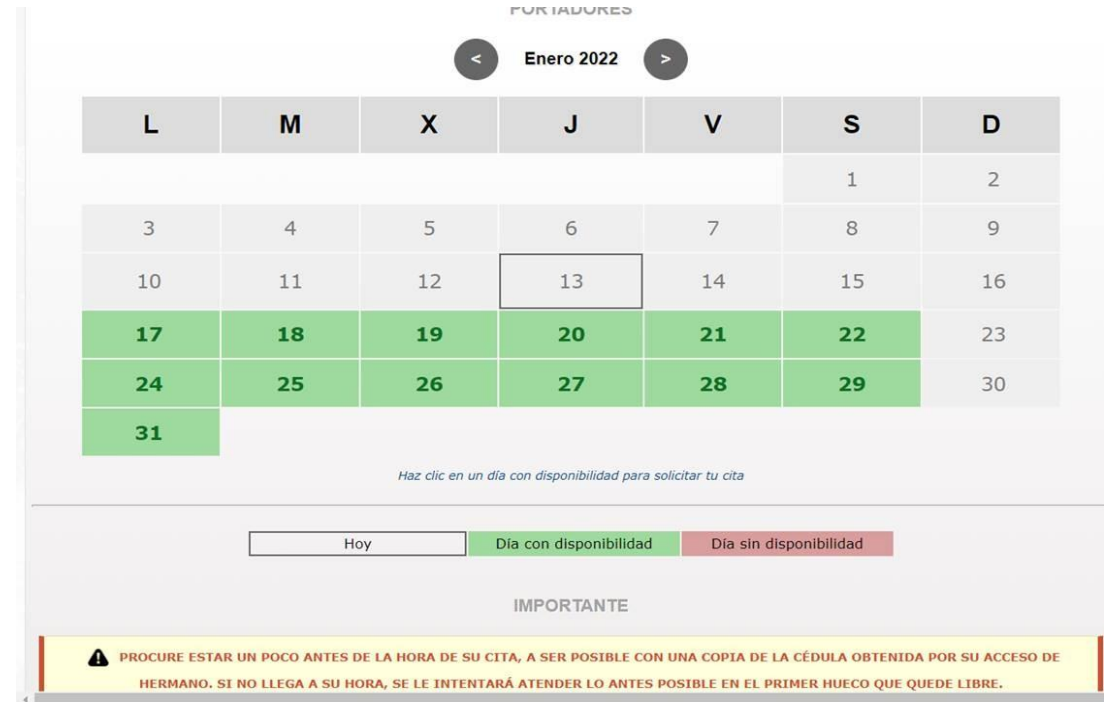 PORTADORES
< Enero 2022 >
L M X J V S D
1 2
3 4 5 6 7 8 9
10 11 12 13 14 15 16
17 18 19 20 21 22 23
24 25 26 27 28 29 30
31
Haz clic en un día con disponibilidad para solicitar tu cita
Hoy Día con disponibilidad Día sin disponibilidad
IMPORTANTE
PROCURE ESTAR UN POCO ANTES DE LA HORA DE SU CITA, A SER POSIBLE CON UNA COPIA DE LA CÉDULA OBTENIDA POR SU ACCESO DE
HERMANO. SI NO LLEGA A SU HORA, SE LE INTENTARÁ ATENDER LO ANTES POSIBLE EN EL PRIMER HUECO QUE QUEDE LIBRE.